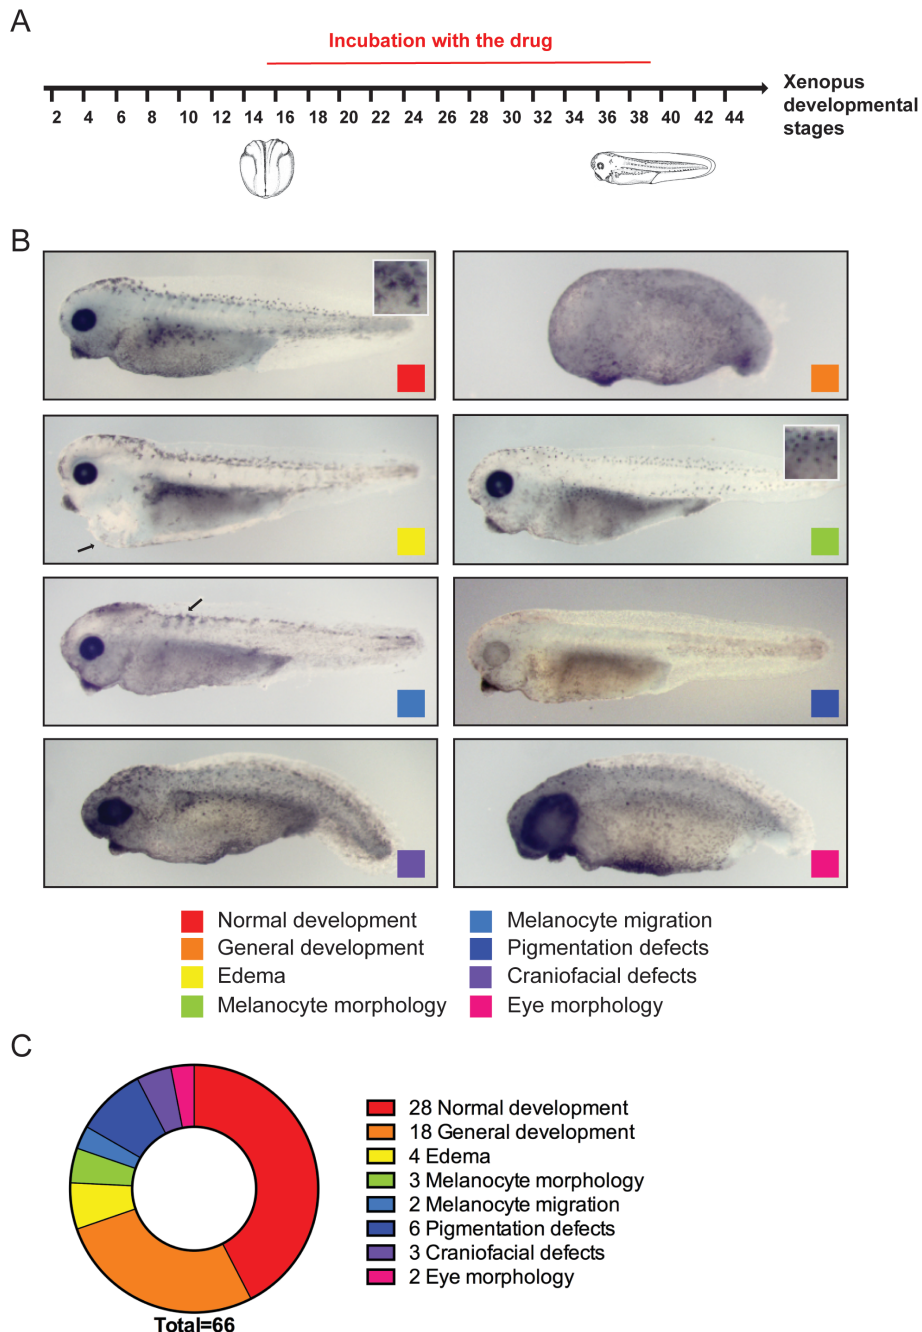 A
Incubation with the drug
2 4 6 8 10 12 14 16 18 20 22 24 26 28 30 32 34 36 38 40 42 44
Xenopus
developmental
stages
B
Normal development
General development
Edema
Melanocyte morphology
Melanocyte migration
Pigmentation defects
Craniofacial defects
Eye morphology
C
28 Normal development
18 General development
4 Edema
3 Melanocyte morphology
2 Melanocyte migration
6 Pigmentation defects
3 Craniofacial defects
2 Eye morphology
Total=66